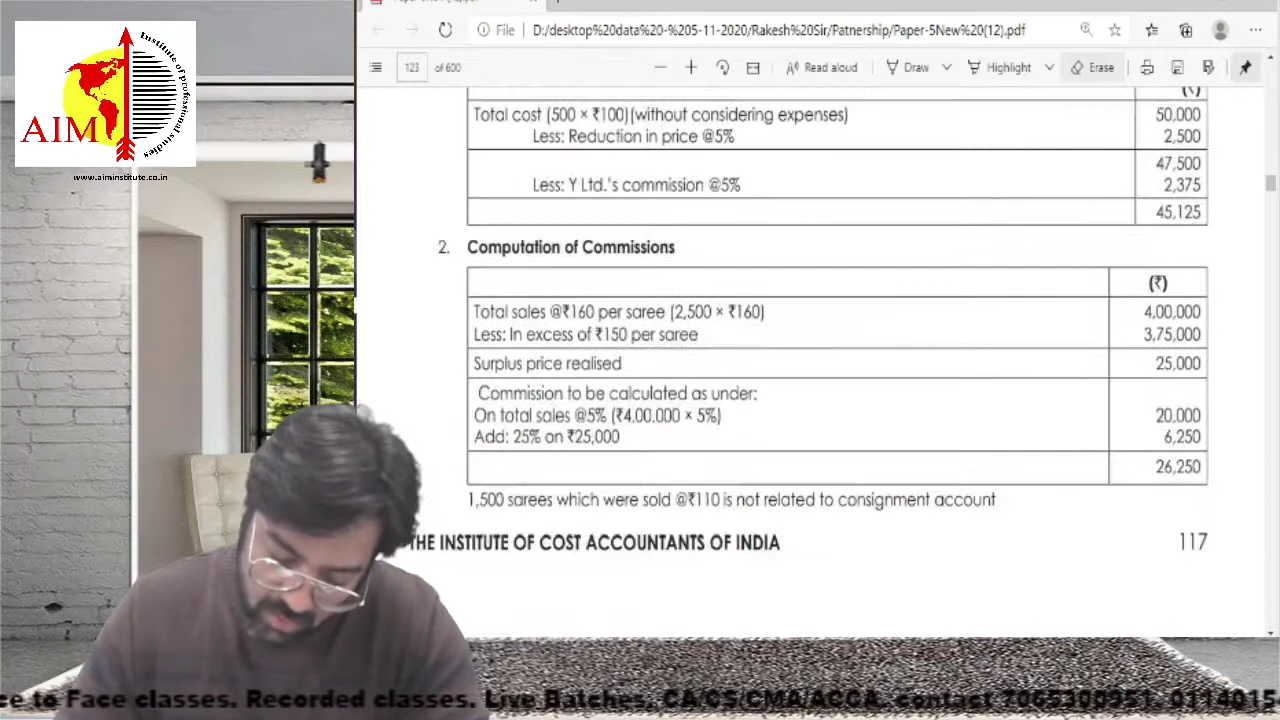 Institute of professional studies
AIM
www.aiminstitute.co.in
File
D:/desktop%20data%20-%205-11-2020/Rakesh%20Sir/Patnership/Paper-5New%20(12).pdf
123 of 600
Read aloud
Draw
Highlight
Erase
(₹)
Total cost (500 × ₹100)(without considering expenses) 50,000
Less: Reduction in price @5% 2,500
47,500
Less: Y Ltd.'s commission @5% 2,375
45,125
2. Computation of Commissions
(₹)
Total sales @₹160 per saree (2,500 × ₹160) 4,00,000
Less: In excess of ₹150 per saree 3,75,000
Surplus price realised 25,000
Commission to be calculated as under:
On total sales @5% (₹4,00,000 × 5%) 20,000
Add: 25% on ₹25,000 6,250
26,250
1,500 sarees which were sold @₹110 is not related to consignment account
THE INSTITUTE OF COST ACCOUNTANTS OF INDIA 117
ce to Face classes. Recorded classes. Live Batches, CA/CS/CMA/ACCA. contact 7065300951, 0114015